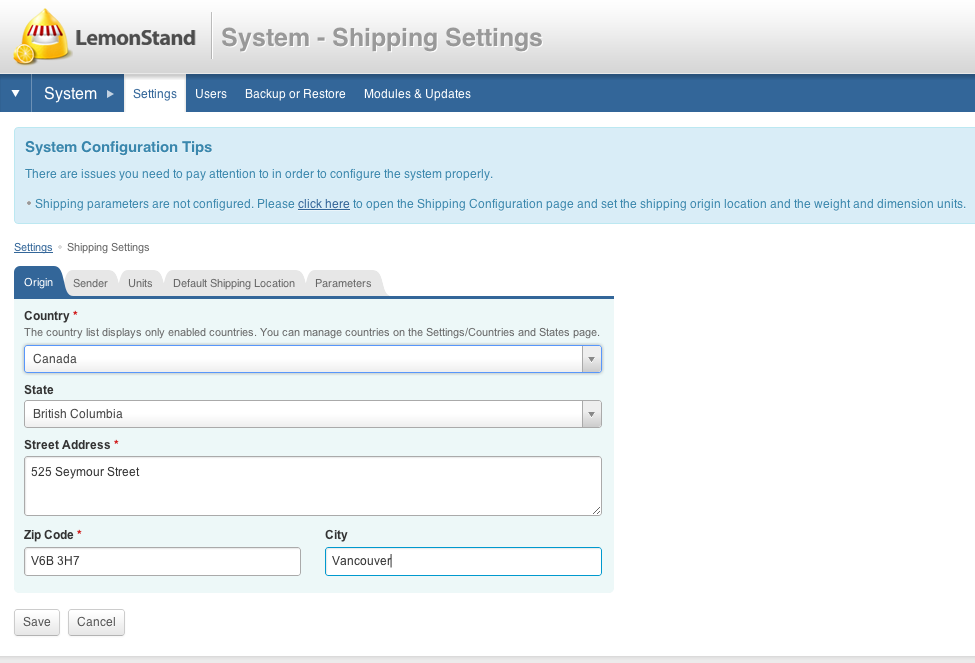 LemonStand
System - Shipping Settings
System Settings Users Backup or Restore Modules & Updates
System Configuration Tips
There are issues you need to pay attention to in order to configure the system properly.
* Shipping parameters are not configured. Please click here to open the Shipping Configuration page and set the shipping origin location and the weight and dimension units.
Settings • Shipping Settings
Origin Sender Units Default Shipping Location Parameters
Country *
The country list displays only enabled countries. You can manage countries on the Settings/Countries and States page.
Canada
State
British Columbia
Street Address *
525 Seymour Street
Zip Code * City
V6B 3H7 Vancouver
Save Cancel